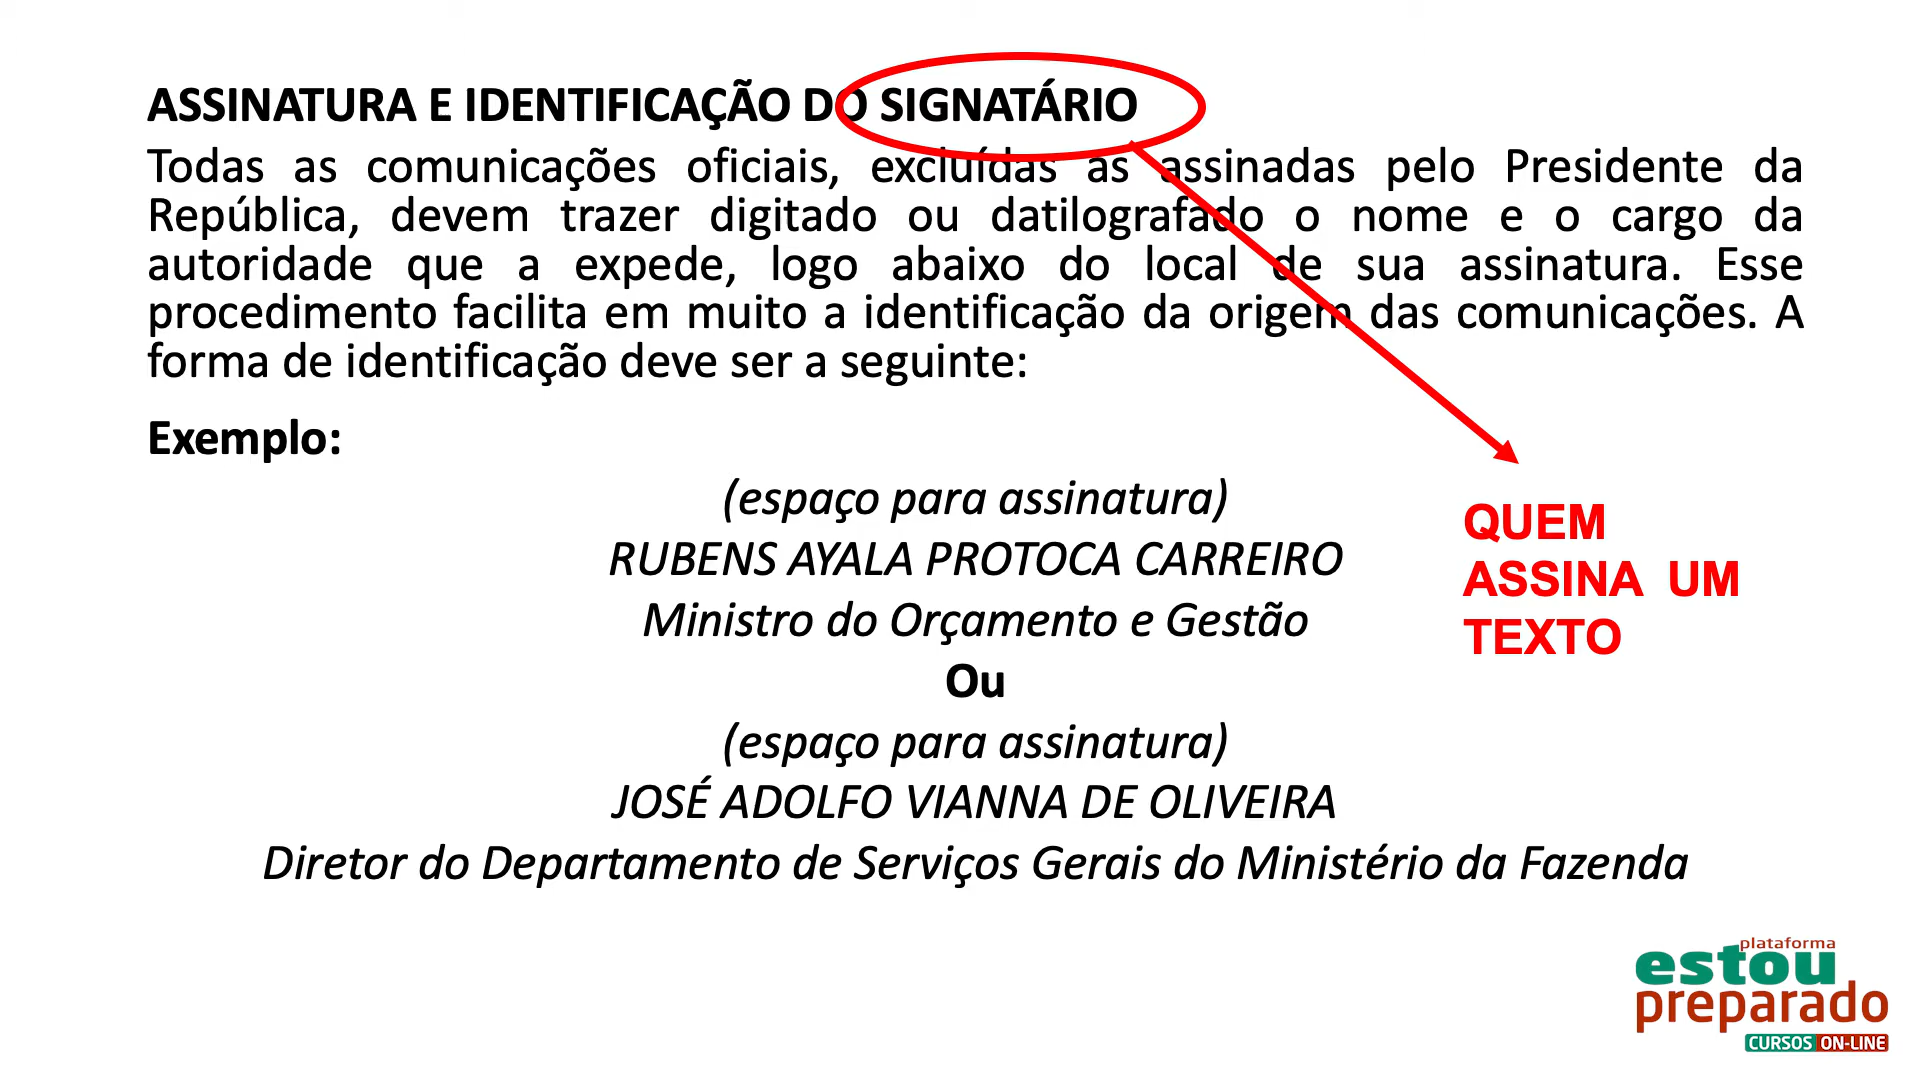 ASSINATURA E IDENTIFICAÇÃO DO SIGNATÁRIO
Todas as comunicações oficiais, excluídas as assinadas pelo Presidente da
República, devem trazer digitado ou datilografado o nome e o cargo da
autoridade que a expede, logo abaixo do local de sua assinatura. Esse
procedimento facilita em muito a identificação da origem das comunicações. A
forma de identificação deve ser a seguinte:
Exemplo:
(espaço para assinatura)
RUBENS AYALA PROTOCA CARREIRO
Ministro do Orçamento e Gestão
Ou
(espaço para assinatura)
JOSÉ ADOLFO VIANNA DE OLIVEIRA
Diretor do Departamento de Serviços Gerais do Ministério da Fazenda
QUEM
ASSINA UM
TEXTO
plataforma
estou
preparado
CURSOS ON-LINE